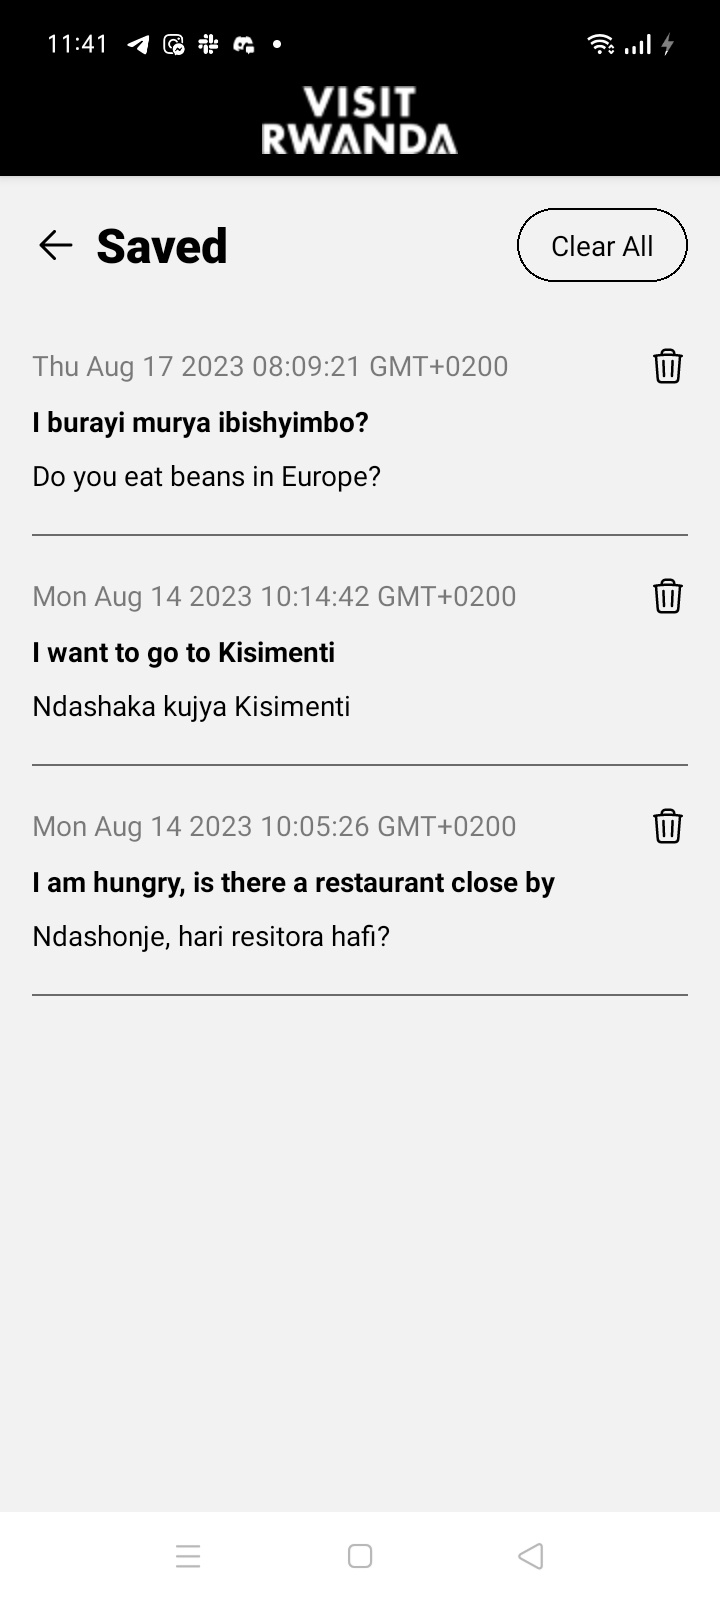 11:41
VISIT
RWANDA
Saved
Clear All
Thu Aug 17 2023 08:09:21 GMT+0200
I burayi murya ibishyimbo?
Do you eat beans in Europe?
Mon Aug 14 2023 10:14:42 GMT+0200
I want to go to Kisimenti
Ndashaka kujya Kisimenti
Mon Aug 14 2023 10:05:26 GMT+0200
I am hungry, is there a restaurant close by
Ndashonje, hari resitora hafi?